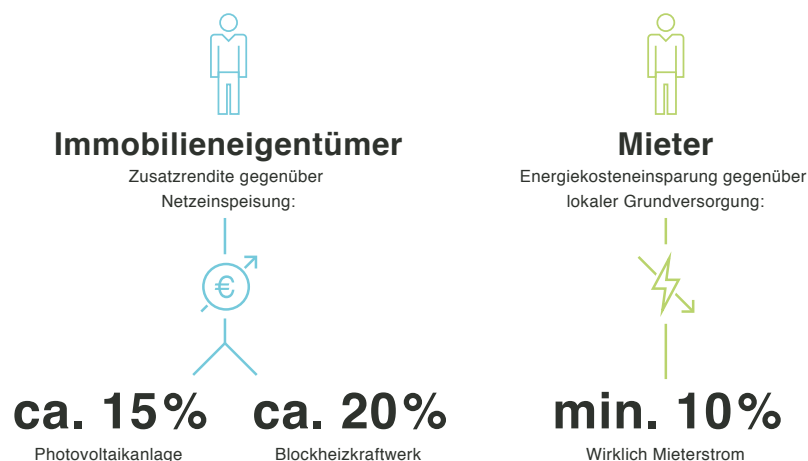 Immobilieneigentümer
Zusatzrendite gegenüber
Netzeinspeisung:
€
ca. 15%
Photovoltaikanlage
ca. 20%
Blockheizkraftwerk
Mieter
Energiekosteneinsparung gegenüber
lokaler Grundversorgung:
min. 10%
Wirklich Mieterstrom